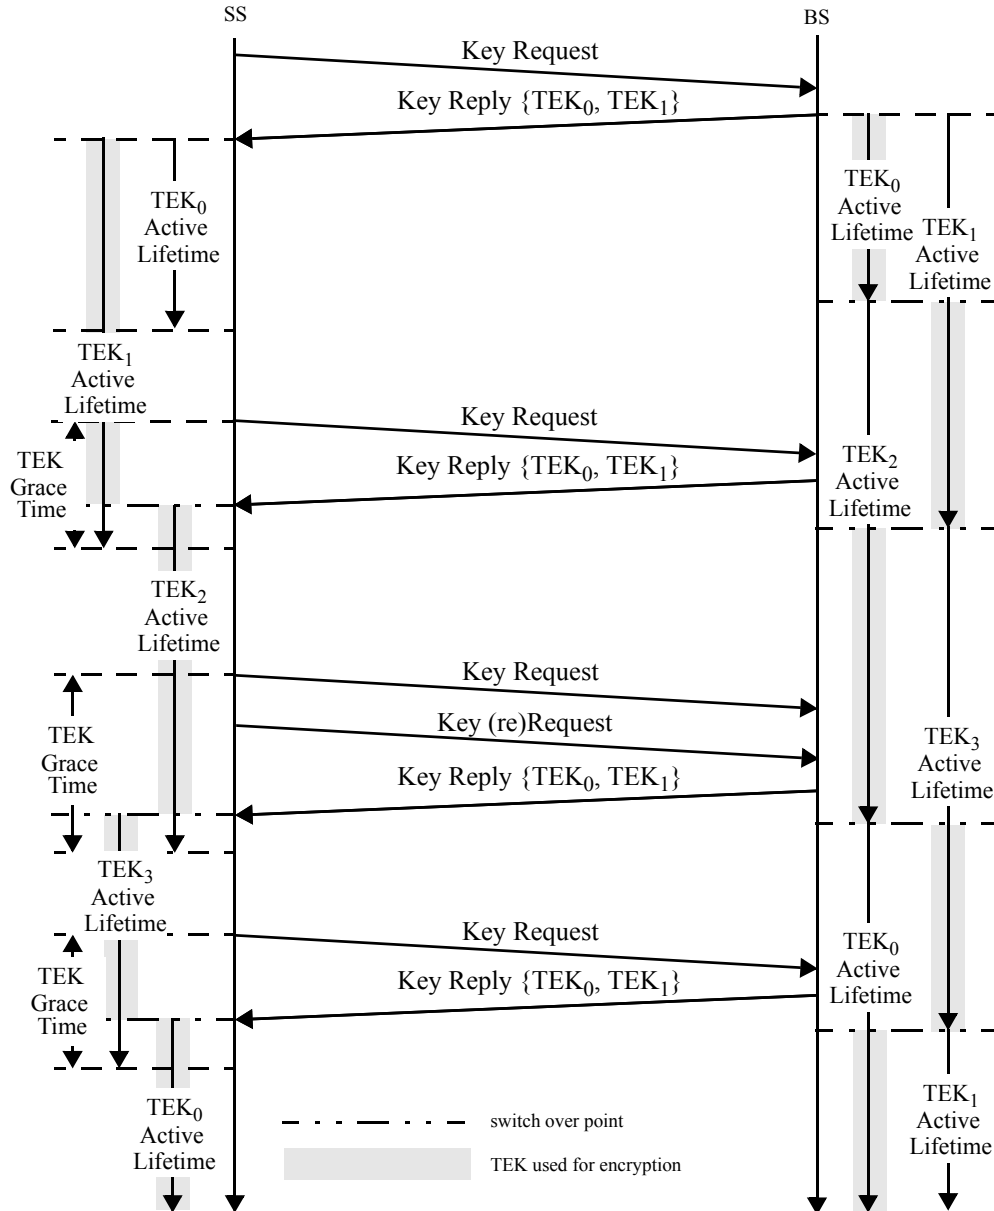 SS
BS
Key Request
Key Reply {TEK0, TEK1}
TEK0
Active
Lifetime
TEK0
Active
Lifetime
TEK1
Active
Lifetime
TEK1
Active
Lifetime
Key Request
Key Reply {TEK0, TEK1}
TEK
Grace
Time
TEK2
Active
Lifetime
TEK2
Active
Lifetime
Key Request
Key (re)Request
Key Reply {TEK0, TEK1}
TEK
Grace
Time
TEK3
Active
Lifetime
TEK3
Active
Lifetime
Key Request
Key Reply {TEK0, TEK1}
TEK
Grace
Time
TEK0
Active
Lifetime
TEK0
Active
Lifetime
TEK1
Active
Lifetime
switch over point
TEK used for encryption